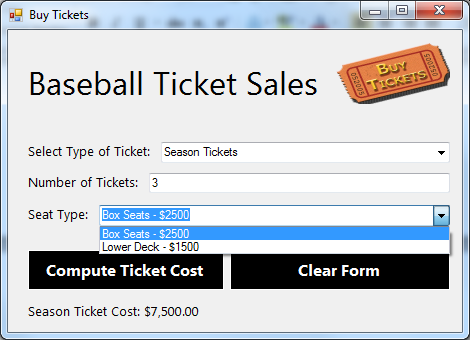 Buy Tickets
Baseball Ticket Sales
BUY
TICKETS
Select Type of Ticket: Season Tickets
Number of Tickets: 3
Seat Type: Box Seats - $2500
Box Seats - $2500
Lower Deck - $1500
Compute Ticket Cost Clear Form
Season Ticket Cost: $7,500.00